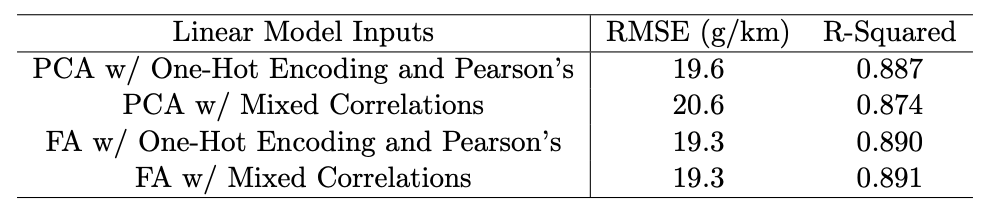 Linear Model Inputs RMSE (g/km) R-Squared
PCA w/ One-Hot Encoding and Pearson's 19.6 0.887
PCA w/ Mixed Correlations 20.6 0.874
FA w/ One-Hot Encoding and Pearson's 19.3 0.890
FA w/ Mixed Correlations 19.3 0.891